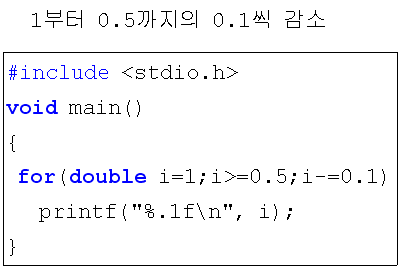 1부터 0.5까지의 0.1씩 감소
#include <stdio.h>
void main()
{
for(double i=1;i>=0.5;i-=0.1)
printf("%.1f\n", i);
}